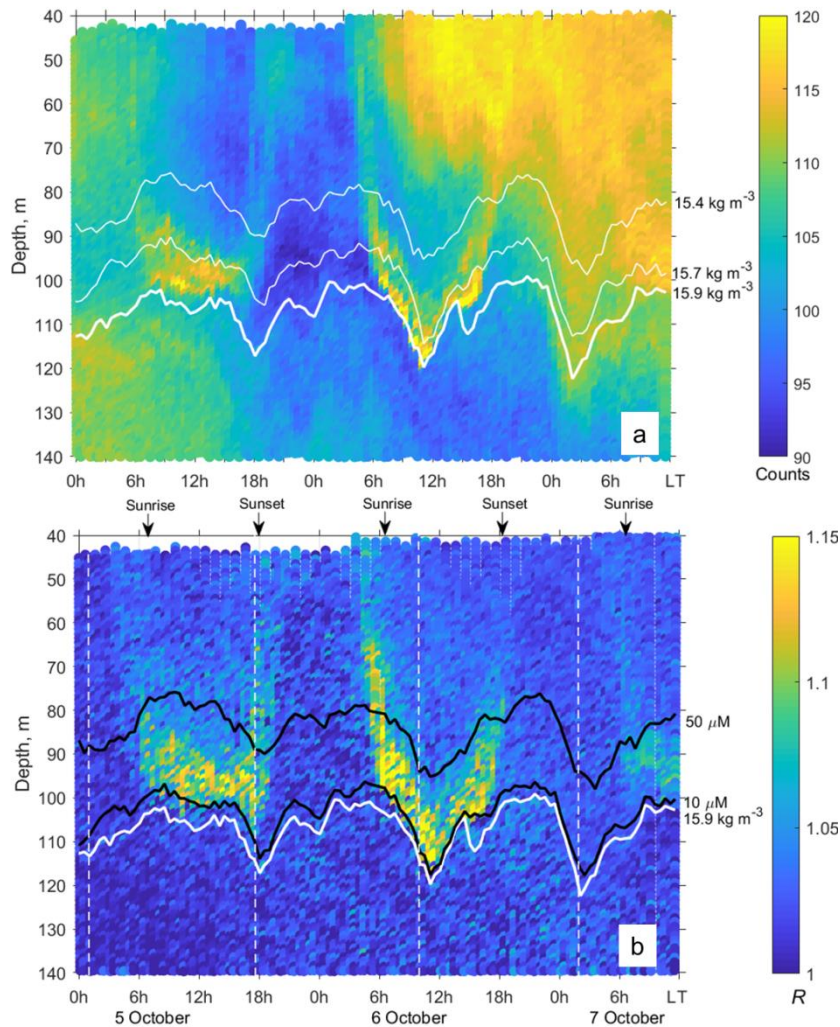 40
50
60
70
80
90
100
110
120
130
140
Depth, m
15.4 kg m⁻³
15.7 kg m⁻³
15.9 kg m⁻³
a
0h 6h 12h 18h 0h 6h 12h 18h 0h 6h LT
120
115
110
105
100
95
90
Counts
Sunrise Sunset Sunrise Sunset Sunrise
40
50
60
70
80
90
100
110
120
130
140
Depth, m
50 μM
10 μM
15.9 kg m⁻³
b
0h 6h 12h 18h 0h 6h 12h 18h 0h 6h LT
5 October 6 October 7 October
1.15
1.1
1.05
1
R